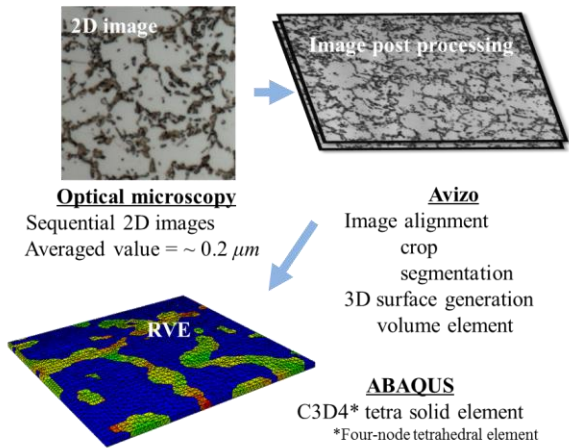 2D image
Image post processing
Optical microscopy
Sequential 2D images
Averaged value = ~ 0.2 μm
Avizo
Image alignment
crop
segmentation
3D surface generation
volume element
RVE
ABAQUS
C3D4* tetra solid element
*Four-node tetrahedral element